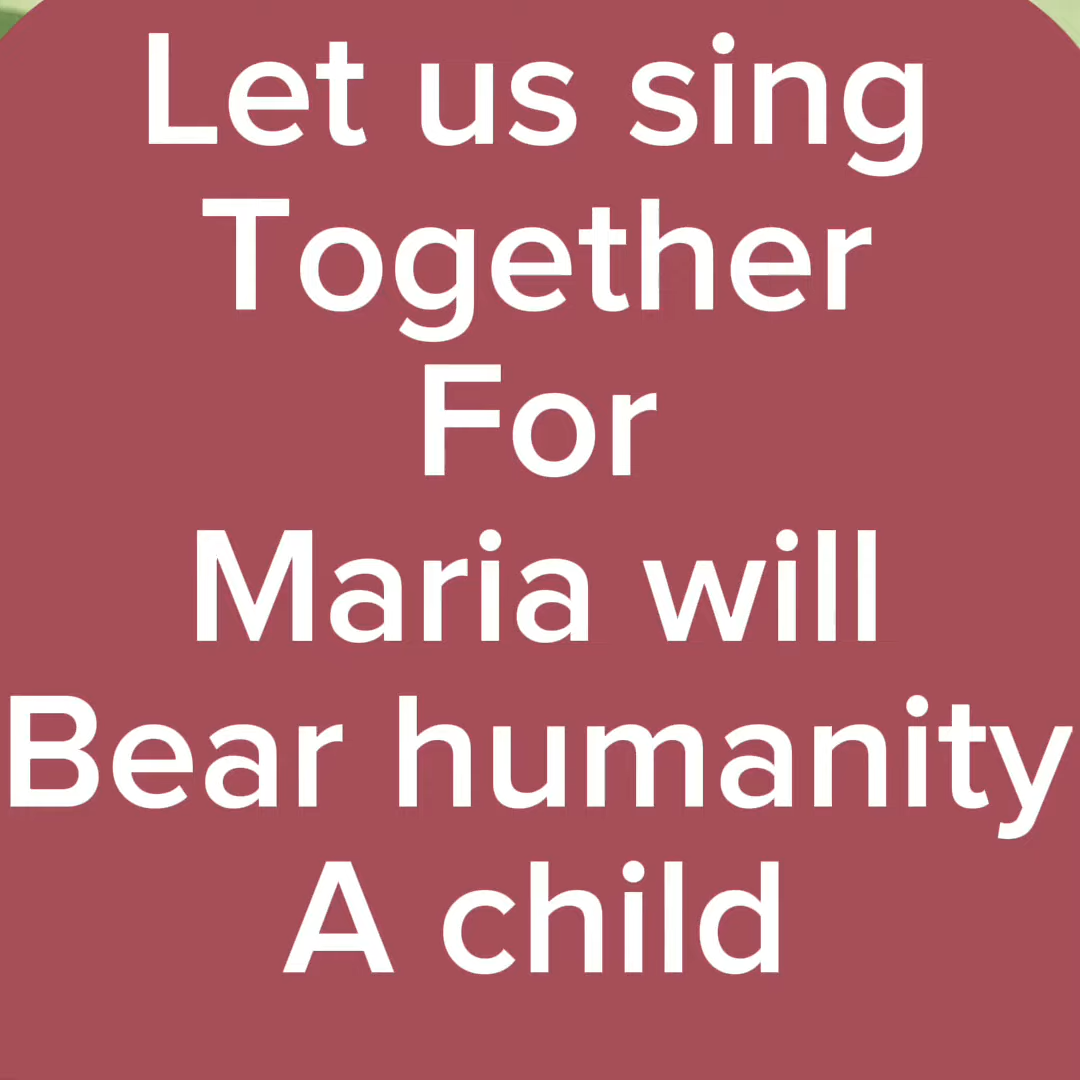 Let us sing
Together
For
Maria will
Bear humanity
A child